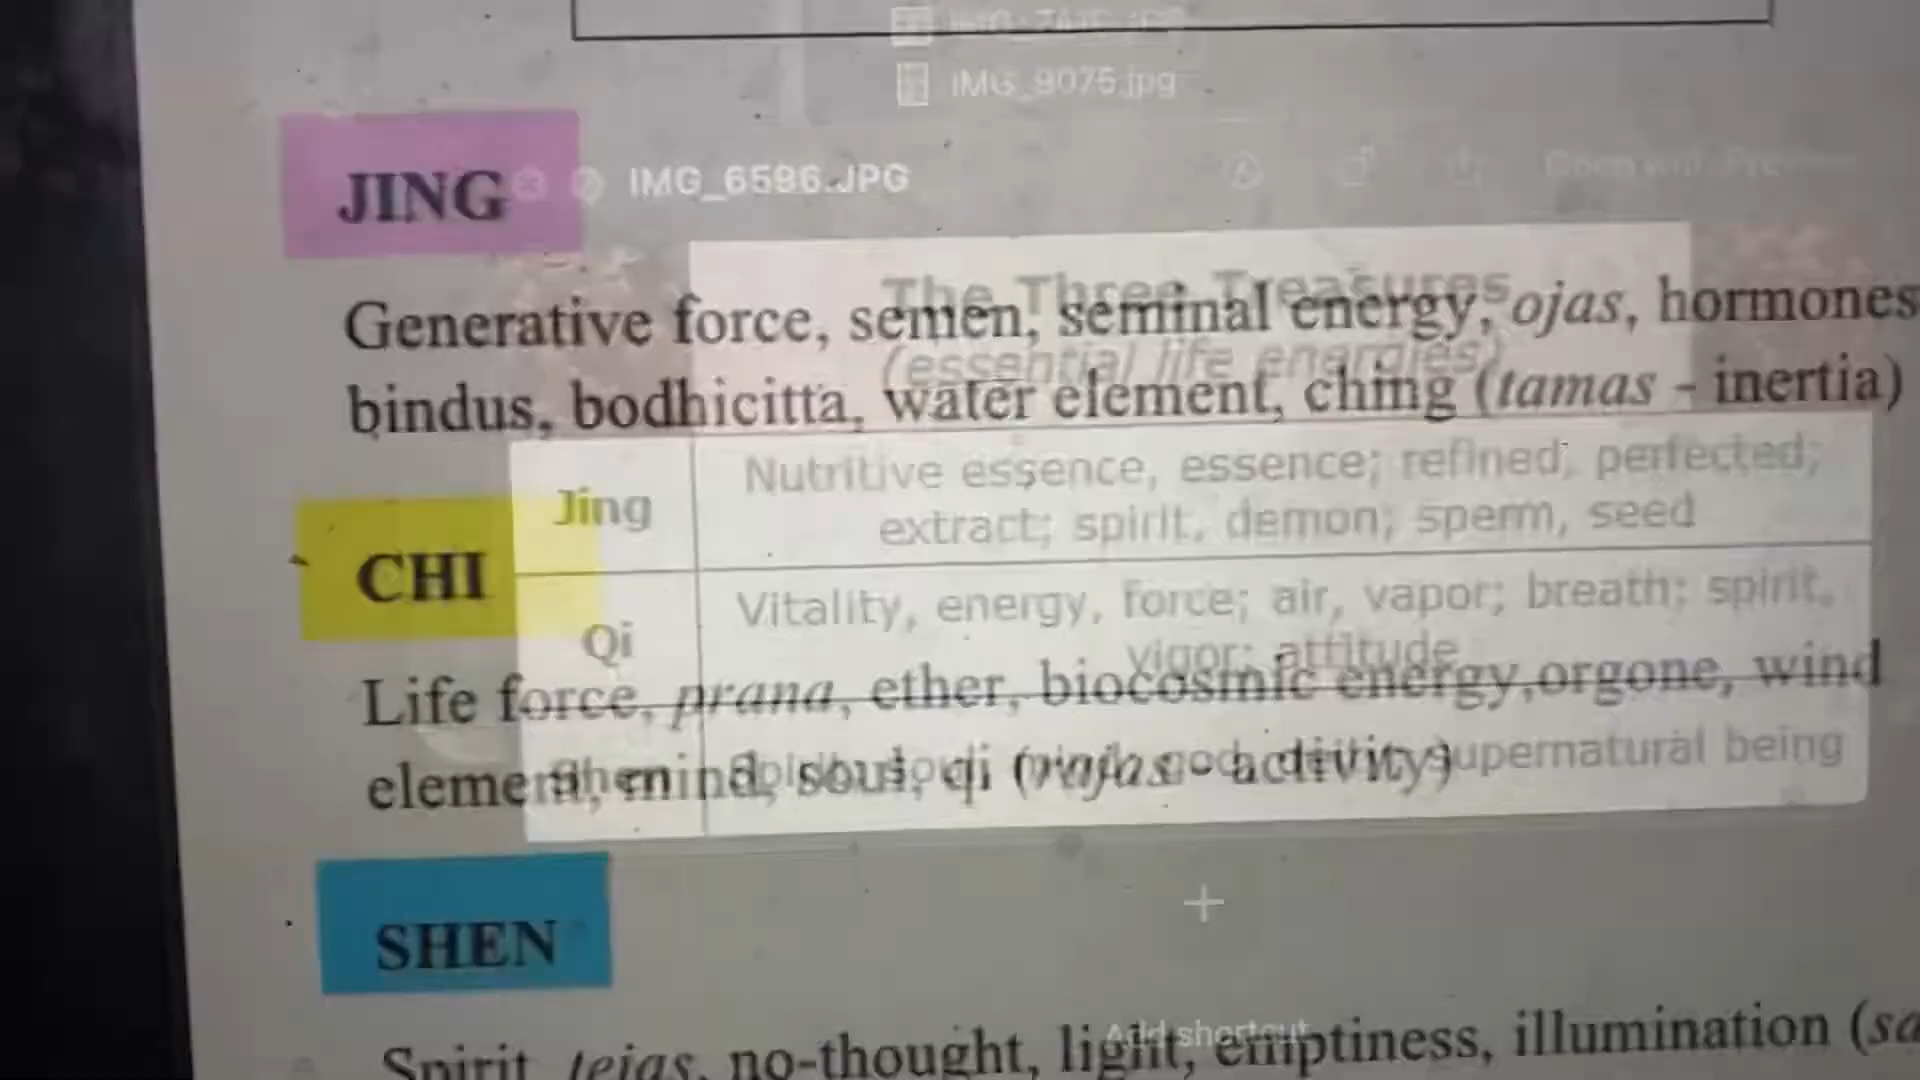 IMG_9075.jpg
JING
IMG_6596.JPG
The Three Treasures
Generative force, semen, seminal energy, ojas, hormones
(essential life energies)
bindus, bodhicitta, water element, ching (tamas - inertia)
Jing
Nutritive essence, essence; refined; perfected;
extract; spirit, demon; sperm, seed
CHI
Qi
Vitality, energy, force; air, vapor; breath; spirit,
vigor; attitude
Life force, prana, ether, biocosmic energy, orgone, wind
element, mind, soul, qi (rajas - activity)
Shen
supernatural being
SHEN
Add shortcut
Spirit, tejas, no-thought, light, emptiness, illumination